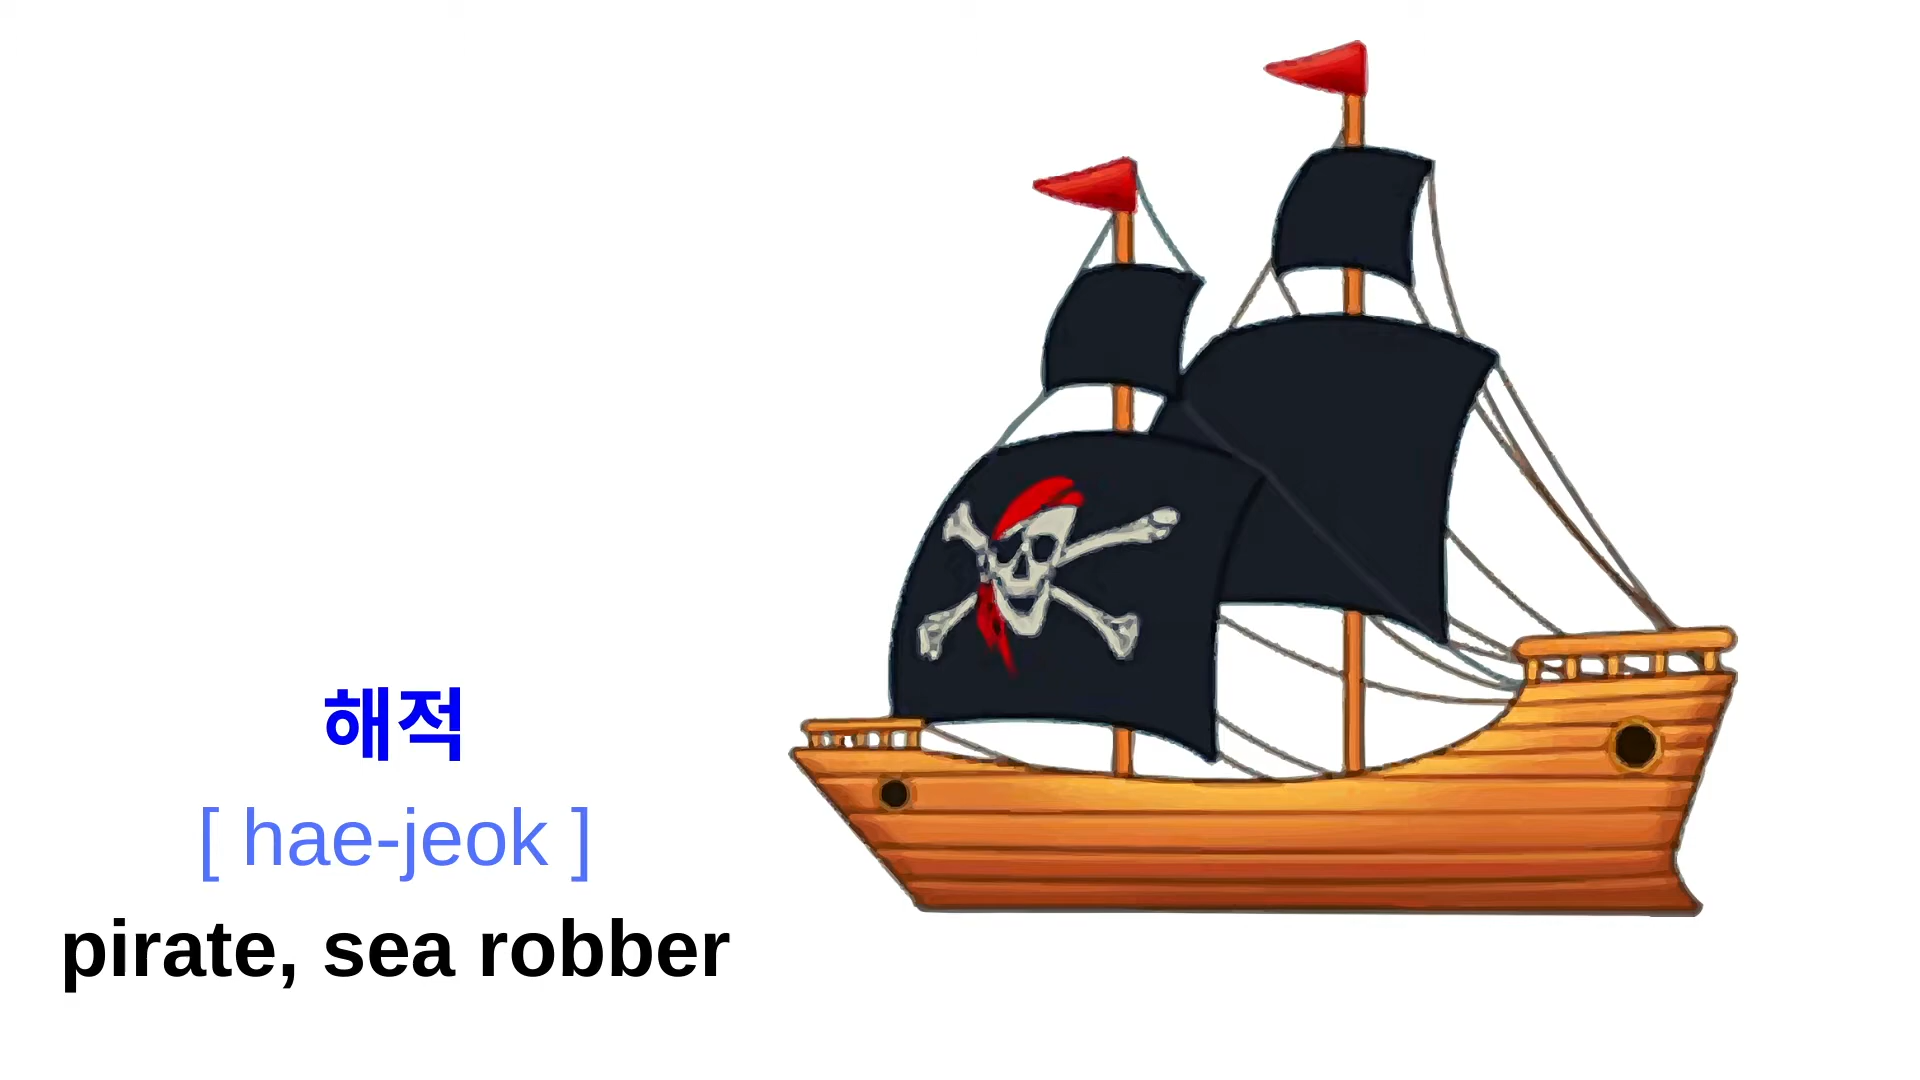 해적
[ hae-jeok ]
pirate, sea robber